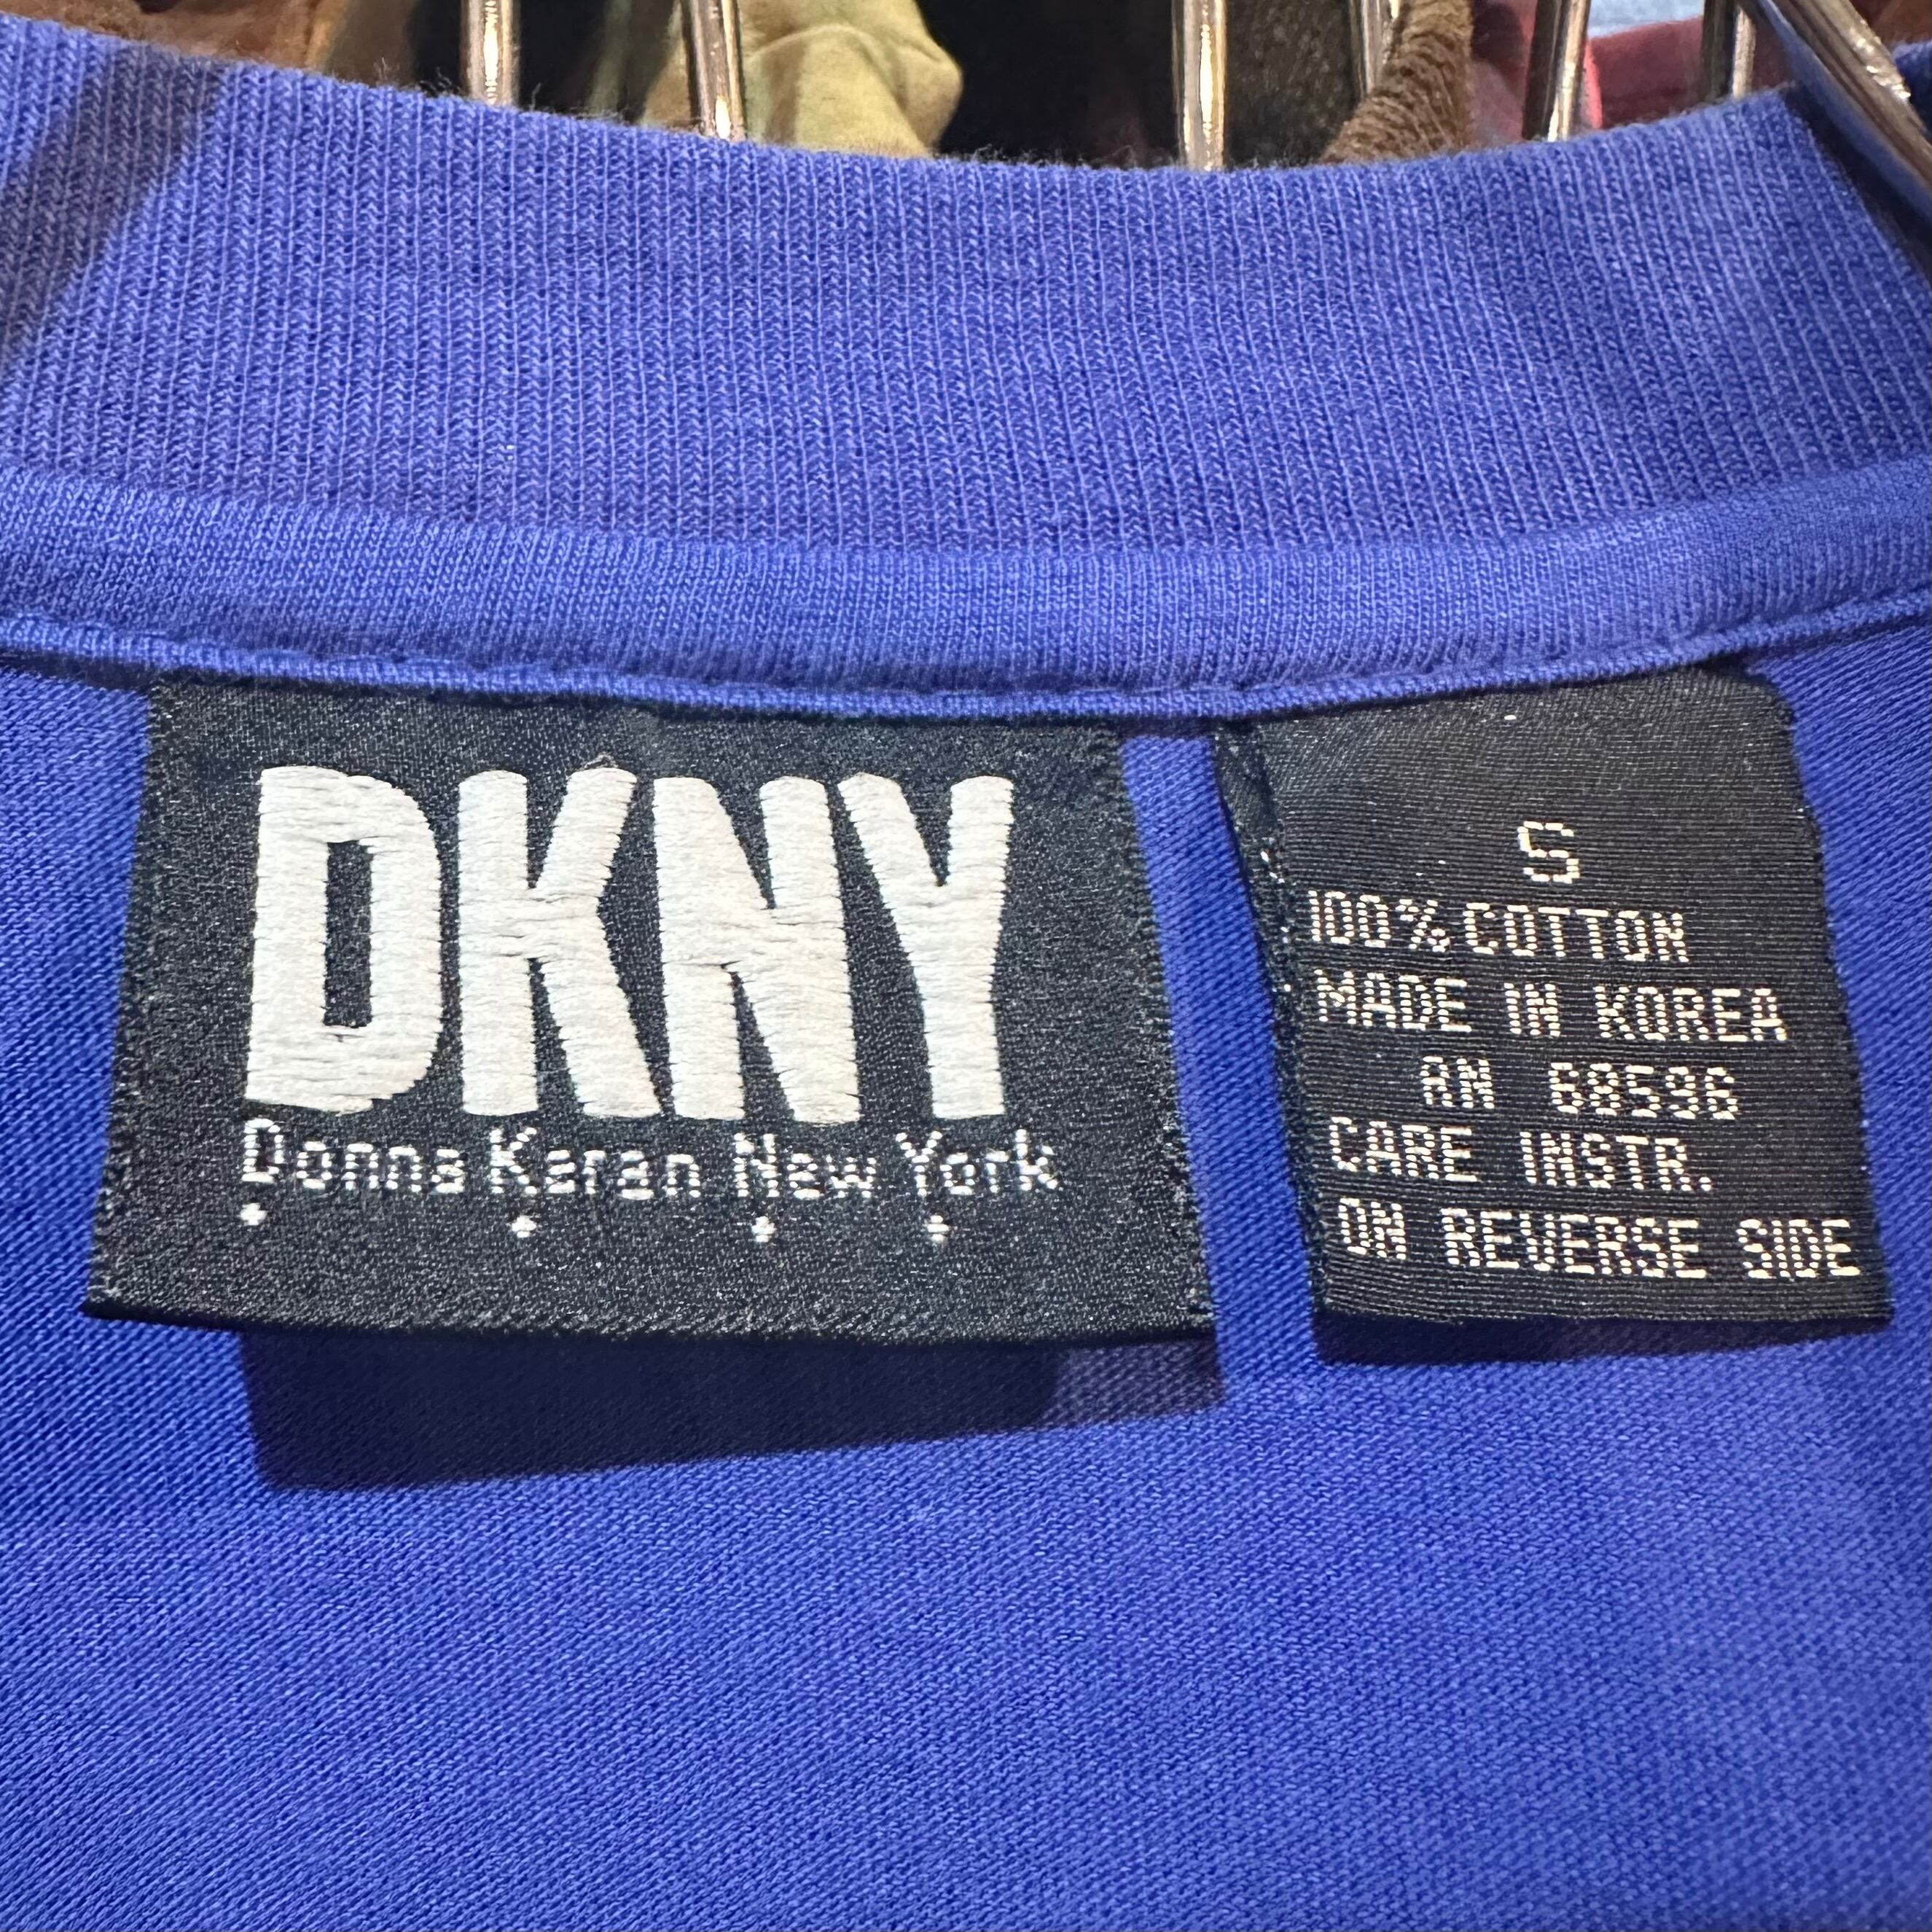 DKNY
Donna Karan New York
S
100% COTTON
MADE IN KOREA
RN 68596
CARE INSTR.
ON REVERSE SIDE